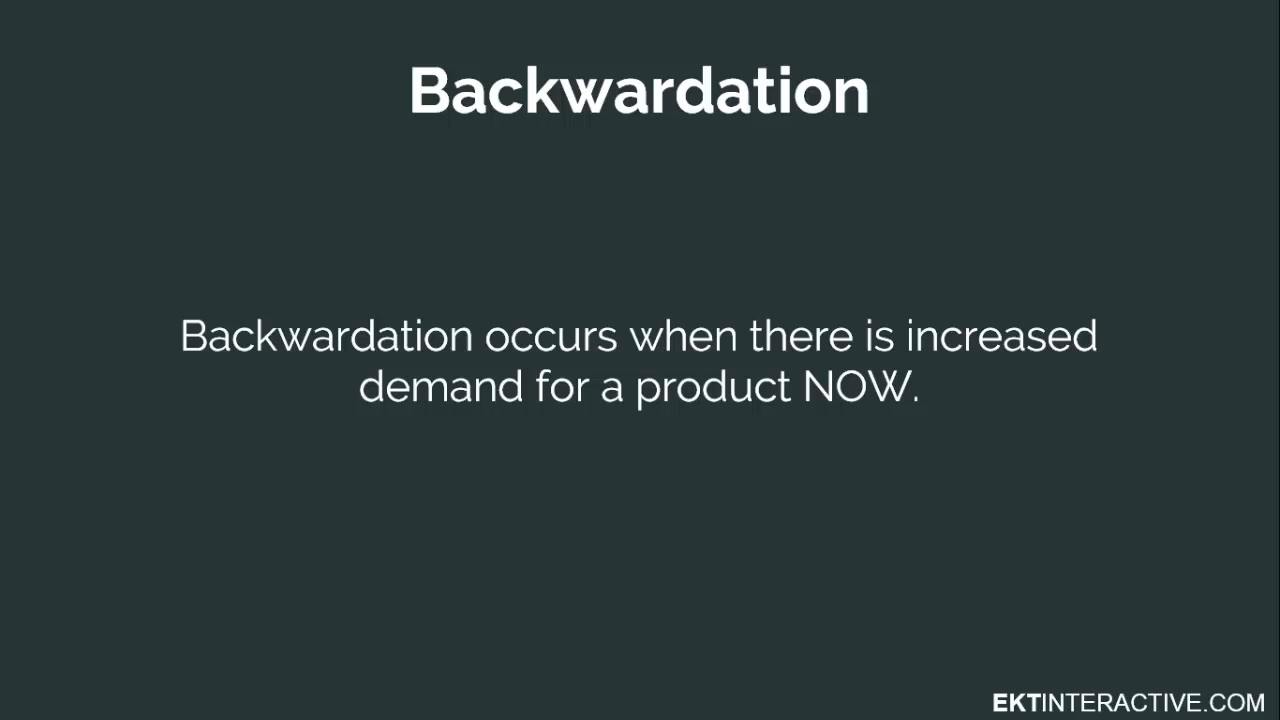 Backwardation
Backwardation occurs when there is increased
demand for a product NOW.
EKTINTERACTIVE.COM